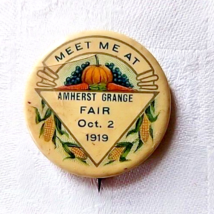 MEET ME AT
AMHERST GRANGE
FAIR
Oct. 2
1919